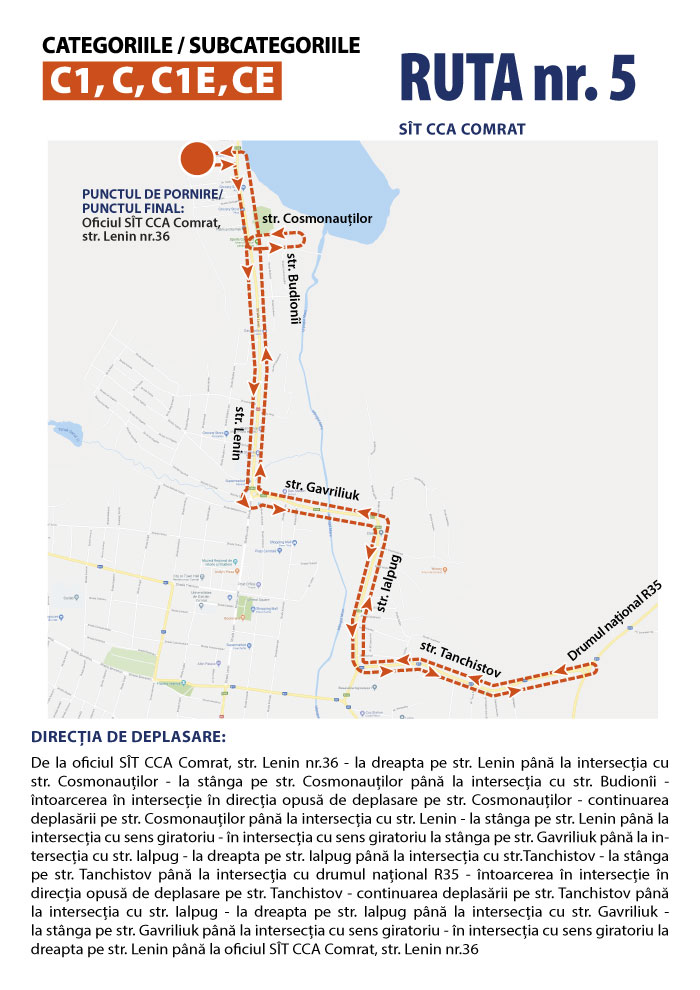 CATEGORIILE / SUBCATEGORIILE
C1, C, C1E, CE
RUTA nr. 5
SÎT CCA COMRAT
PUNCTUL DE PORNIRE/
PUNCTUL FINAL:
Oficiul SÎT CCA Comrat,
str. Lenin nr.36
str. Cosmonauților
str. Budionîi
str. Lenin
str. Gavriliuk
str. Ialpug
str. Tanchistov
Drumul național R35
DIRECȚIA DE DEPLASARE:
De la oficiul SÎT CCA Comrat, str. Lenin nr.36 - la dreapta pe str. Lenin până la intersecția cu
str. Cosmonauților - la stânga pe str. Cosmonauților până la intersecția cu str. Budionîi -
întoarcerea în intersecție în direcția opusă de deplasare pe str. Cosmonauților - continuarea
deplasării pe str. Cosmonauților până la intersecția cu str. Lenin - la stânga pe str. Lenin până la
intersecția cu sens giratoriu - în intersecția cu sens giratoriu la stânga pe str. Gavriliuk până la in-
tersecția cu str. Ialpug - la dreapta pe str. Ialpug până la intersecția cu str.Tanchistov - la stânga
pe str. Tanchistov până la intersecția cu drumul național R35 - întoarcerea în intersecție în
direcția opusă de deplasare pe str. Tanchistov - continuarea deplasării pe str. Tanchistov până
la intersecția cu str. Ialpug - la dreapta pe str. Ialpug până la intersecția cu str. Gavriliuk -
la stânga pe str. Gavriliuk până la intersecția cu sens giratoriu - în intersecția cu sens giratoriu la
dreapta pe str. Lenin până la oficiul SÎT CCA Comrat, str. Lenin nr.36